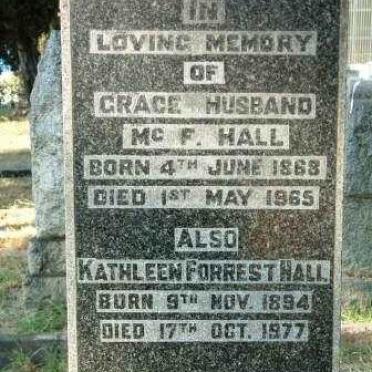 IN
LOVING MEMORY
OF
GRACE HUSBAND
Mc F. HALL
BORN 4TH JUNE 1868
DIED 1ST MAY 1965
ALSO
KATHLEEN FORREST HALL
BORN 9TH NOV. 1894
DIED 17TH OCT. 1977